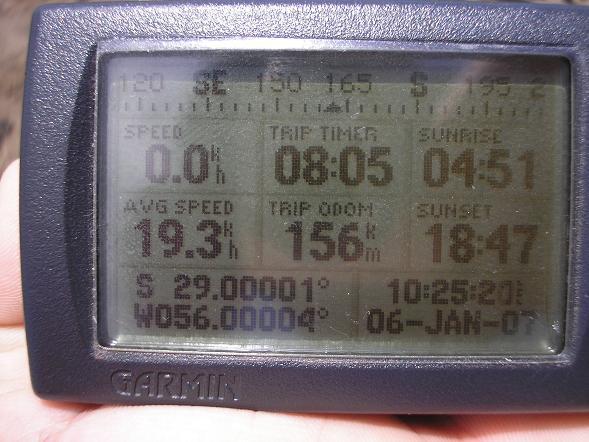 120 SE 150 165 S 195 2
SPEED TRIP TIMER SUNRISE
0.0 k/h 08:05 04:51
AVG SPEED TRIP ODOM SUNSET
19.3 k/h 156 k/m 18:47
S 29.00001° 10:25:20
W056.00004° 06-JAN-07
GARMIN